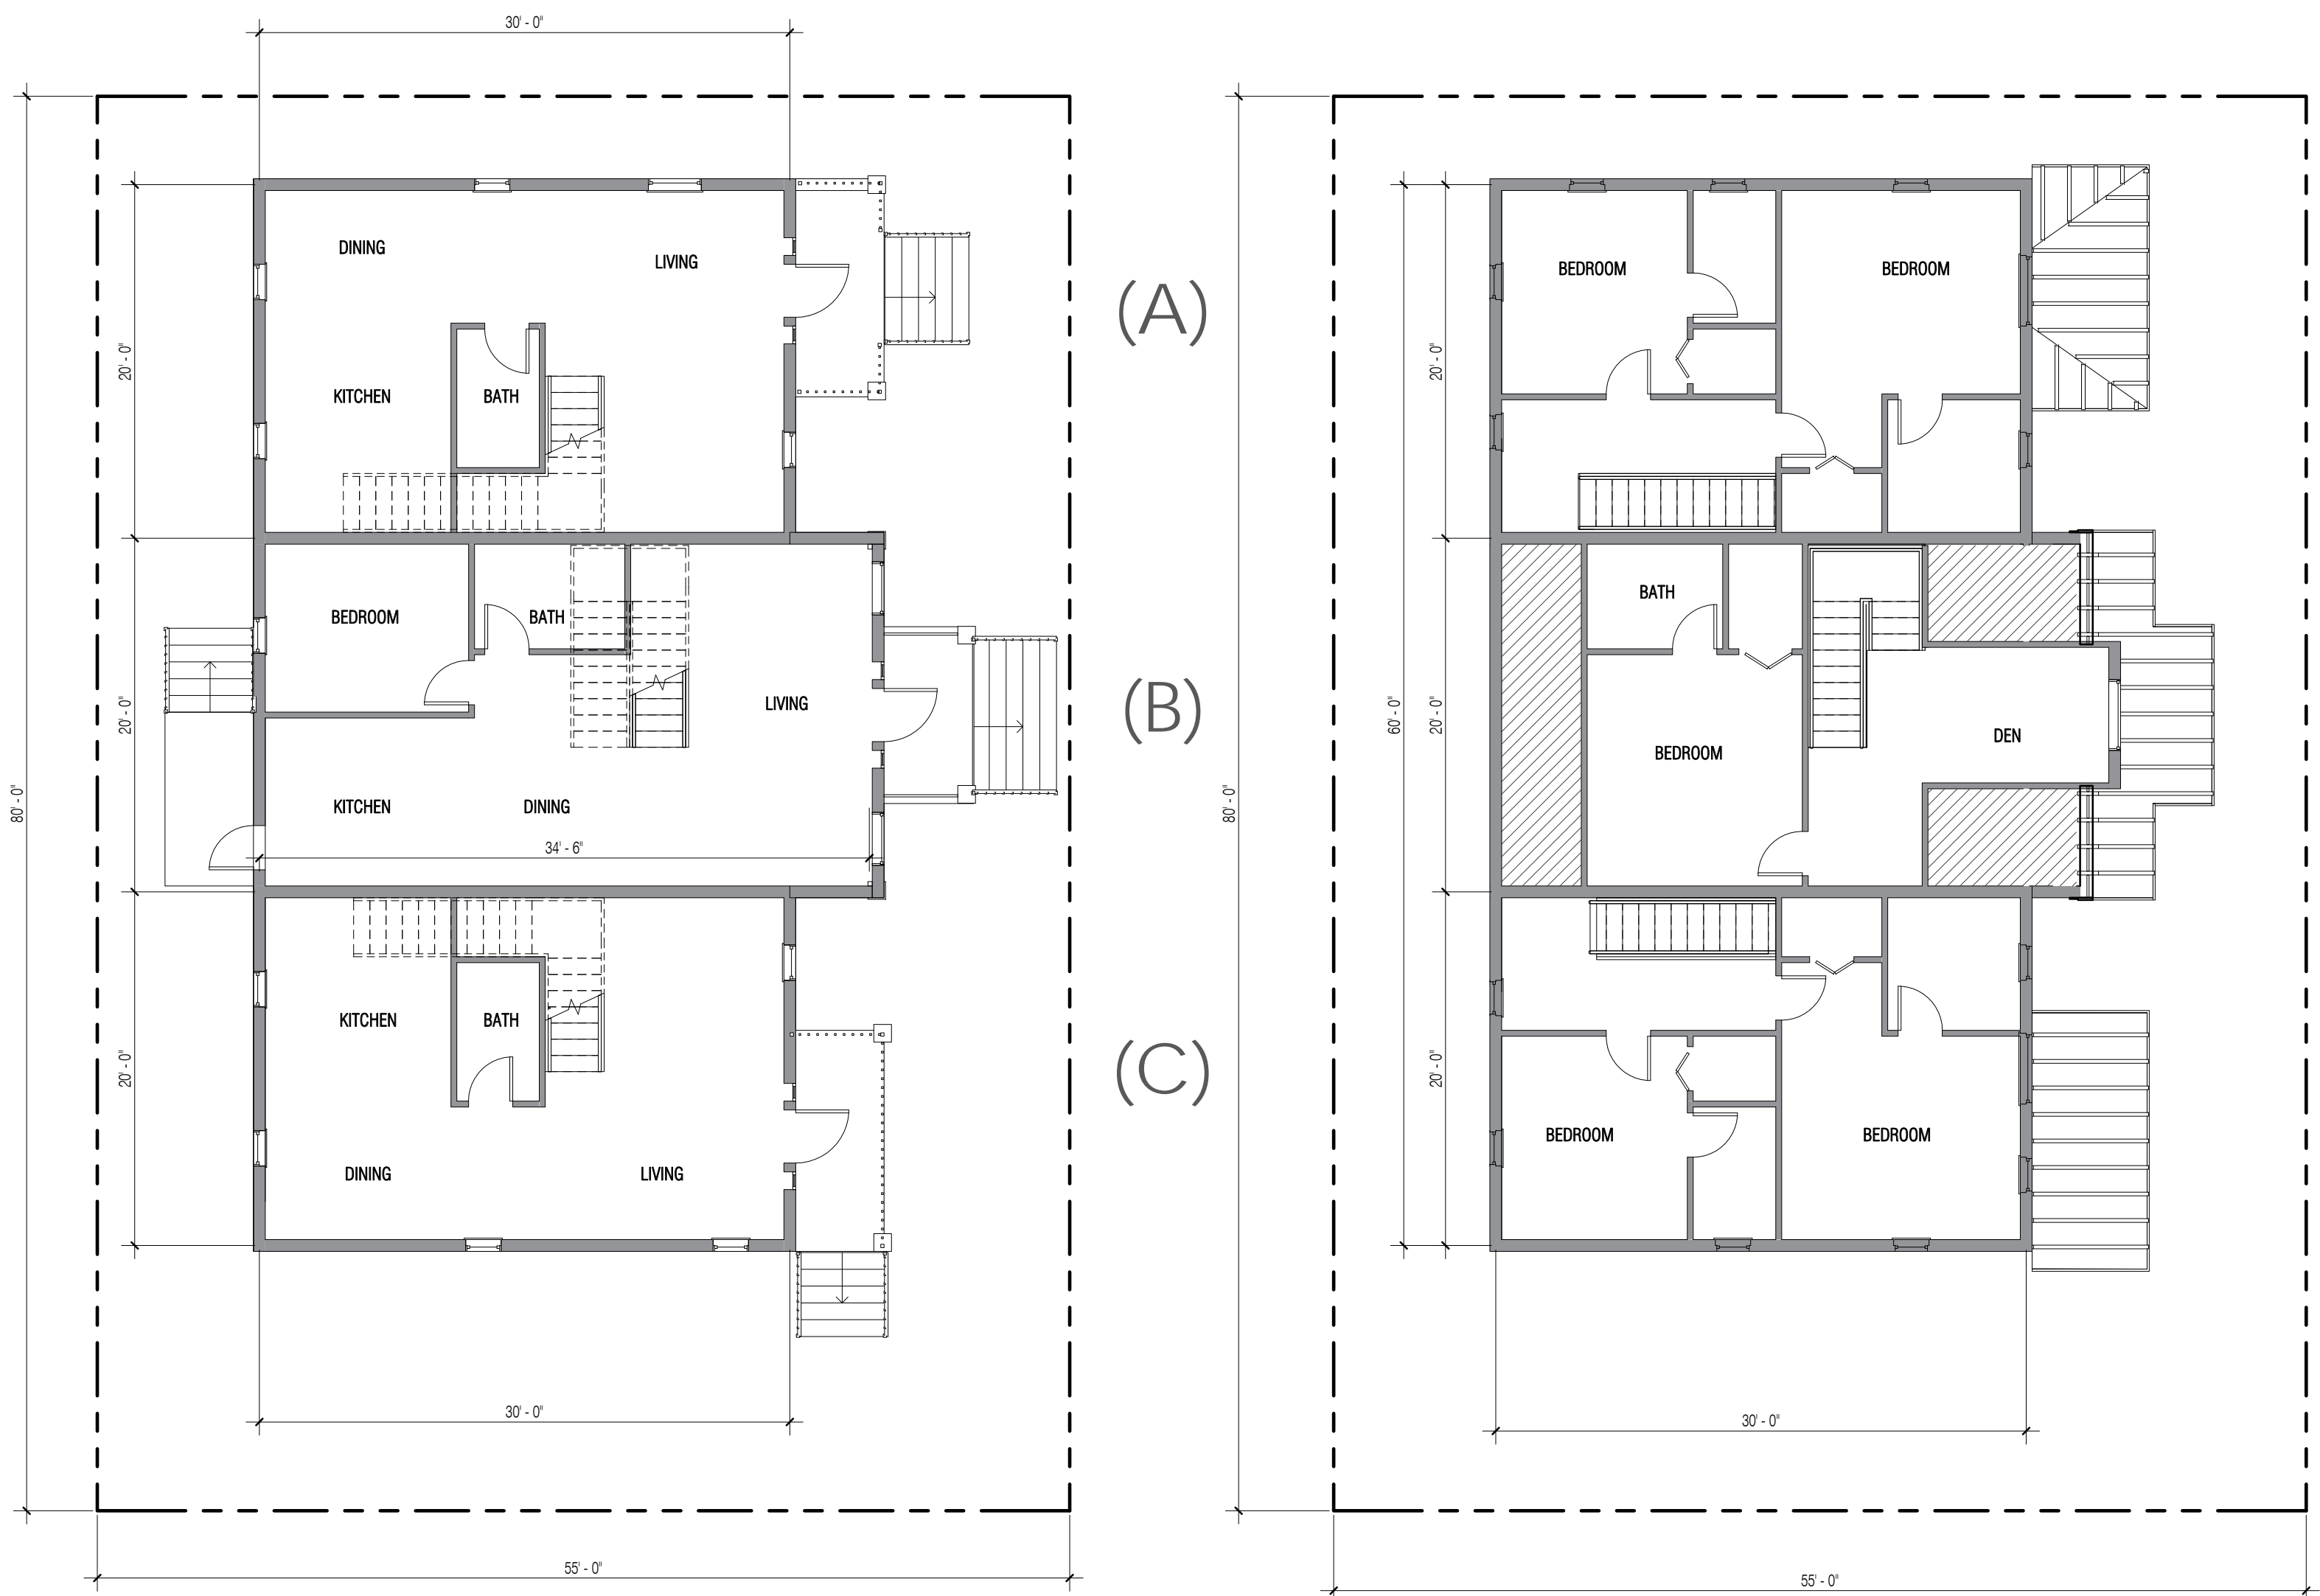 30' - 0"
DINING
LIVING
KITCHEN
BATH
20' - 0"
BEDROOM
BATH
LIVING
KITCHEN
DINING
34' - 6"
20' - 0"
80' - 0"
KITCHEN
BATH
DINING
LIVING
20' - 0"
30' - 0"
55' - 0"
(A)
(B)
(C)
BEDROOM
BEDROOM
20' - 0"
BATH
BEDROOM
DEN
60' - 0"
20' - 0"
80' - 0"
BEDROOM
BEDROOM
20' - 0"
30' - 0"
55' - 0"